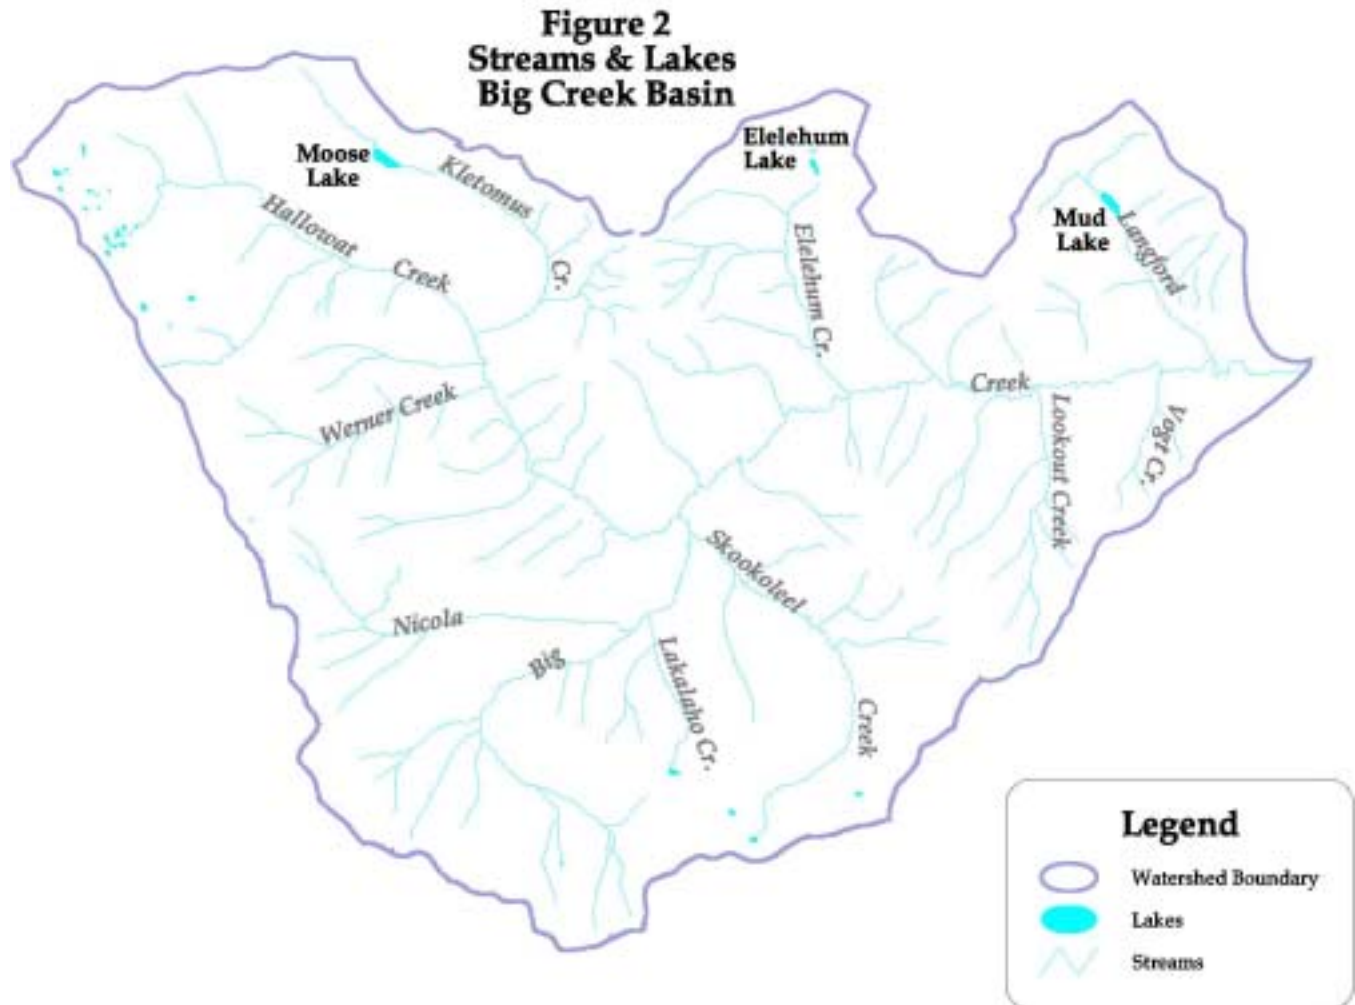 Figure 2
Streams & Lakes
Big Creek Basin
Moose
Lake
Kletomus
Cr.
Elelehum
Lake
Mud
Lake
Langford
Hallowat
Creek
Elelehum Cr.
Creek
Werner Creek
Lookout Creek
Vogt Cr.
Skookoleel
Creek
Nicola
Big
Lakalaho Cr.
Legend
Watershed Boundary
Lakes
Streams